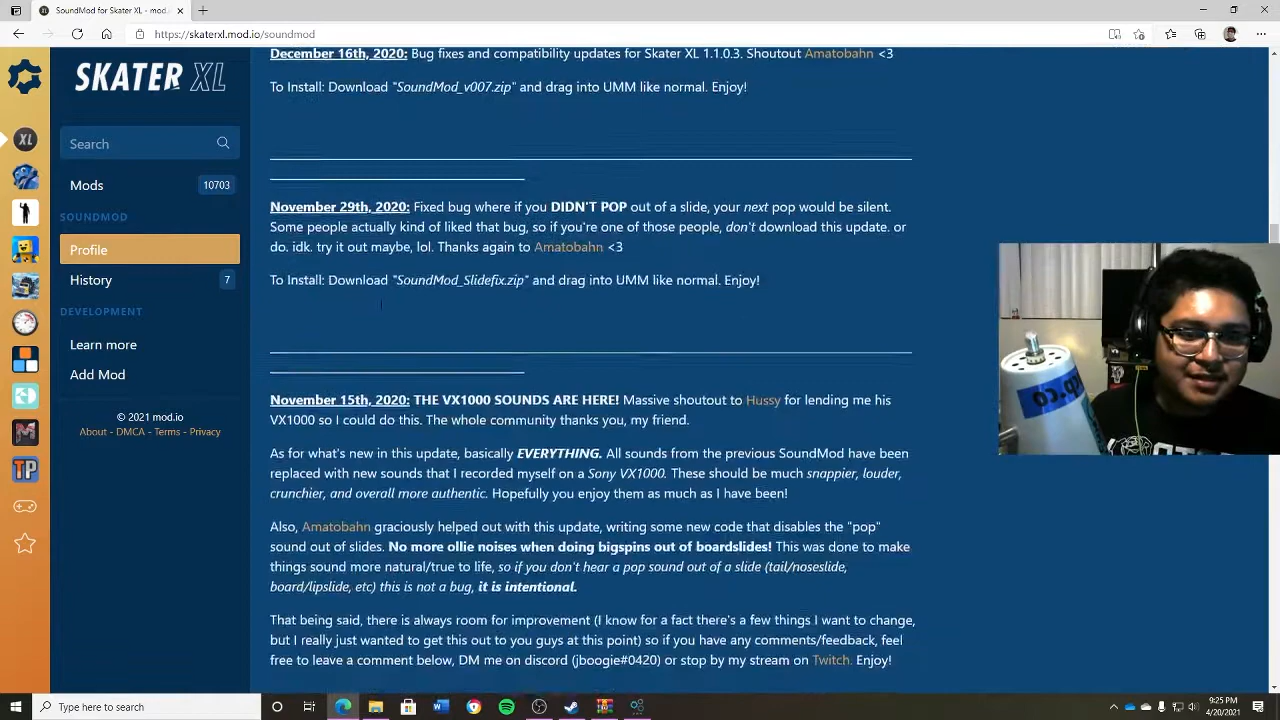 SoundMod for Skater XL - mod.io
https://skaterxl.mod.io/soundmod
SKATER XL
Search
Mods 10703
SOUNDMOD
Profile
History 7
DEVELOPMENT
Learn more
Add Mod
© 2021 mod.io
About - DMCA - Terms - Privacy
XL
TP
December 16th, 2020: Bug fixes and compatibility updates for Skater XL 1.1.0.3. Shoutout Amatobahn <3
To Install: Download "SoundMod_v007.zip" and drag into UMM like normal. Enjoy!
November 29th, 2020: Fixed bug where if you DIDN'T POP out of a slide, your next pop would be silent.
Some people actually kind of liked that bug, so if you're one of those people, don't download this update. or
do. idk. try it out maybe, lol. Thanks again to Amatobahn <3
To Install: Download "SoundMod_Slidefix.zip" and drag into UMM like normal. Enjoy!
November 15th, 2020: THE VX1000 SOUNDS ARE HERE! Massive shoutout to Hussy for lending me his
VX1000 so I could do this. The whole community thanks you, my friend.
As for what's new in this update, basically EVERYTHING. All sounds from the previous SoundMod have been
replaced with new sounds that I recorded myself on a Sony VX1000. These should be much snappier, louder,
crunchier, and overall more authentic. Hopefully you enjoy them as much as I have been!
Also, Amatobahn graciously helped out with this update, writing some new code that disables the "pop"
sound out of slides. No more ollie noises when doing bigspins out of boardslides! This was done to make
things sound more natural/true to life, so if you don't hear a pop sound out of a slide (tail/noseslide,
board/lipslide, etc) this is not a bug, it is intentional.
That being said, there is always room for improvement (I know for a fact there's a few things I want to change,
but I really just wanted to get this out to you guys at this point) so if you have any comments/feedback, feel
free to leave a comment below, DM me on discord (jboogie#0420) or stop by my stream on Twitch. Enjoy!
Type here to search
9:25 PM
4/20/2021